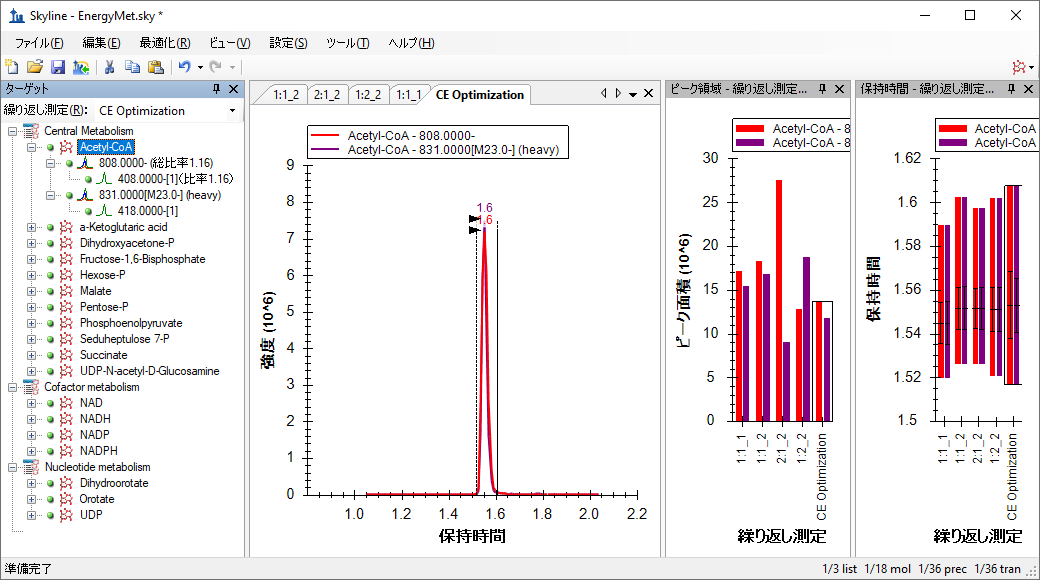 Skyline - EnergyMet.sky *
ファイル(F) 編集(E) 最適化(R) ビュー(V) 設定(S) ツール(T) ヘルプ(H)
ターゲット
繰り返し測定(R): CE Optimization
Central Metabolism
Acetyl-CoA
808.0000- (総比率1.16)
408.0000-[1](比率1.16)
831.0000[M23.0-] (heavy)
418.0000-[1]
a-Ketoglutaric acid
Dihydroxyacetone-P
Fructose-1,6-Bisphosphate
Hexose-P
Malate
Pentose-P
Phosphoenolpyruvate
Seduheptulose 7-P
Succinate
UDP-N-acetyl-D-Glucosamine
Cofactor metabolism
NAD
NADH
NADP
NADPH
Nucleotide metabolism
Dihydroorotate
Orotate
UDP
1:1_2 2:1_2 1:2_2 1:1_1 CE Optimization
Acetyl-CoA - 808.0000-
Acetyl-CoA - 831.0000[M23.0-] (heavy)
1.6
1.6
9
8
7
6
5
4
3
2
1
0
強度 (10^6)
1.0 1.2 1.4 1.6 1.8 2.0 2.2
保持時間
ピーク領域 - 繰り返し測定...
Acetyl-CoA - 8
Acetyl-CoA - 8
30
25
20
15
10
5
0
ピーク面積 (10^6)
1:1_1 1:1_2 2:1_2 1:2_2 CE Optimization
繰り返し測定
保持時間 - 繰り返し測定...
Acetyl-CoA
Acetyl-CoA
1.62
1.6
1.58
1.56
1.54
1.52
1.5
保持時間
1:1_1 1:1_2 2:1_2 1:2_2 CE Optimization
繰り返し測定
準備完了
1/3 list 1/18 mol 1/36 prec 1/36 tran